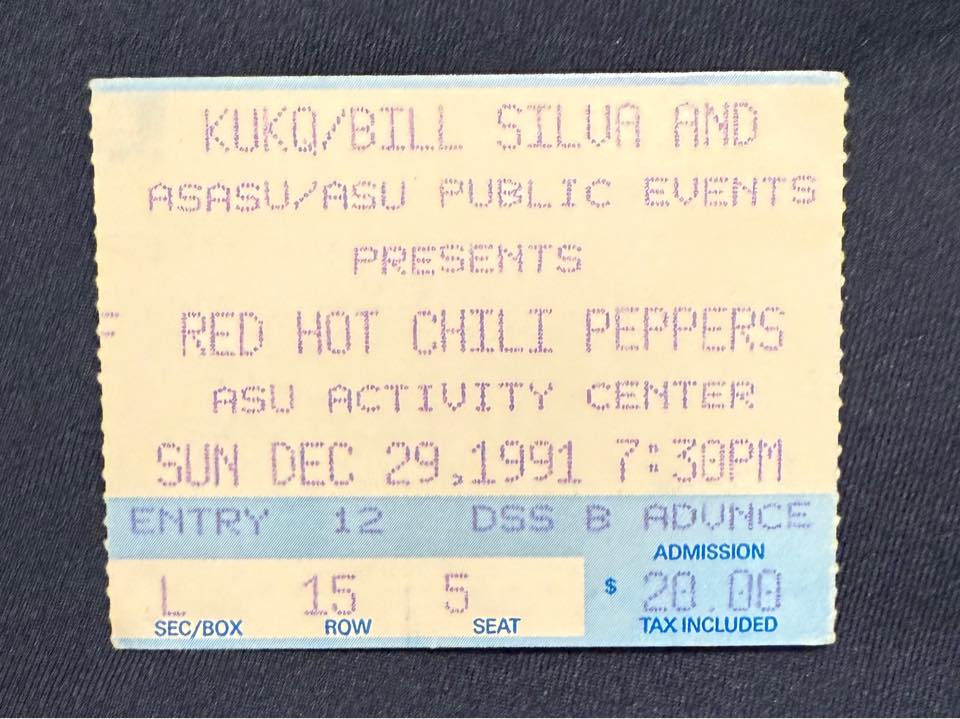 KUKQ/BILL SILVA AND
ASASU/ASU PUBLIC EVENTS
PRESENTS
RED HOT CHILI PEPPERS
ASU ACTIVITY CENTER
SUN DEC 29,1991 7:30PM
ENTRY 12 DSS B ADVNCE
ADMISSION
L 15 5 $ 20.00
SEC/BOX ROW SEAT TAX INCLUDED